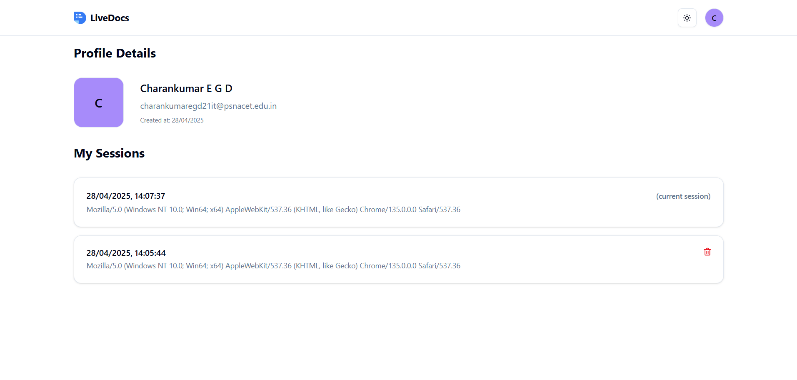 LiveDocs
C
Profile Details
C
Charankumar E G D
charankumaregd21it@psnacet.edu.in
Created at: 28/04/2025
My Sessions
28/04/2025, 14:07:37
(current session)
Mozilla/5.0 (Windows NT 10.0; Win64; x64) AppleWebKit/537.36 (KHTML, like Gecko) Chrome/135.0.0.0 Safari/537.36
28/04/2025, 14:05:44
Mozilla/5.0 (Windows NT 10.0; Win64; x64) AppleWebKit/537.36 (KHTML, like Gecko) Chrome/135.0.0.0 Safari/537.36